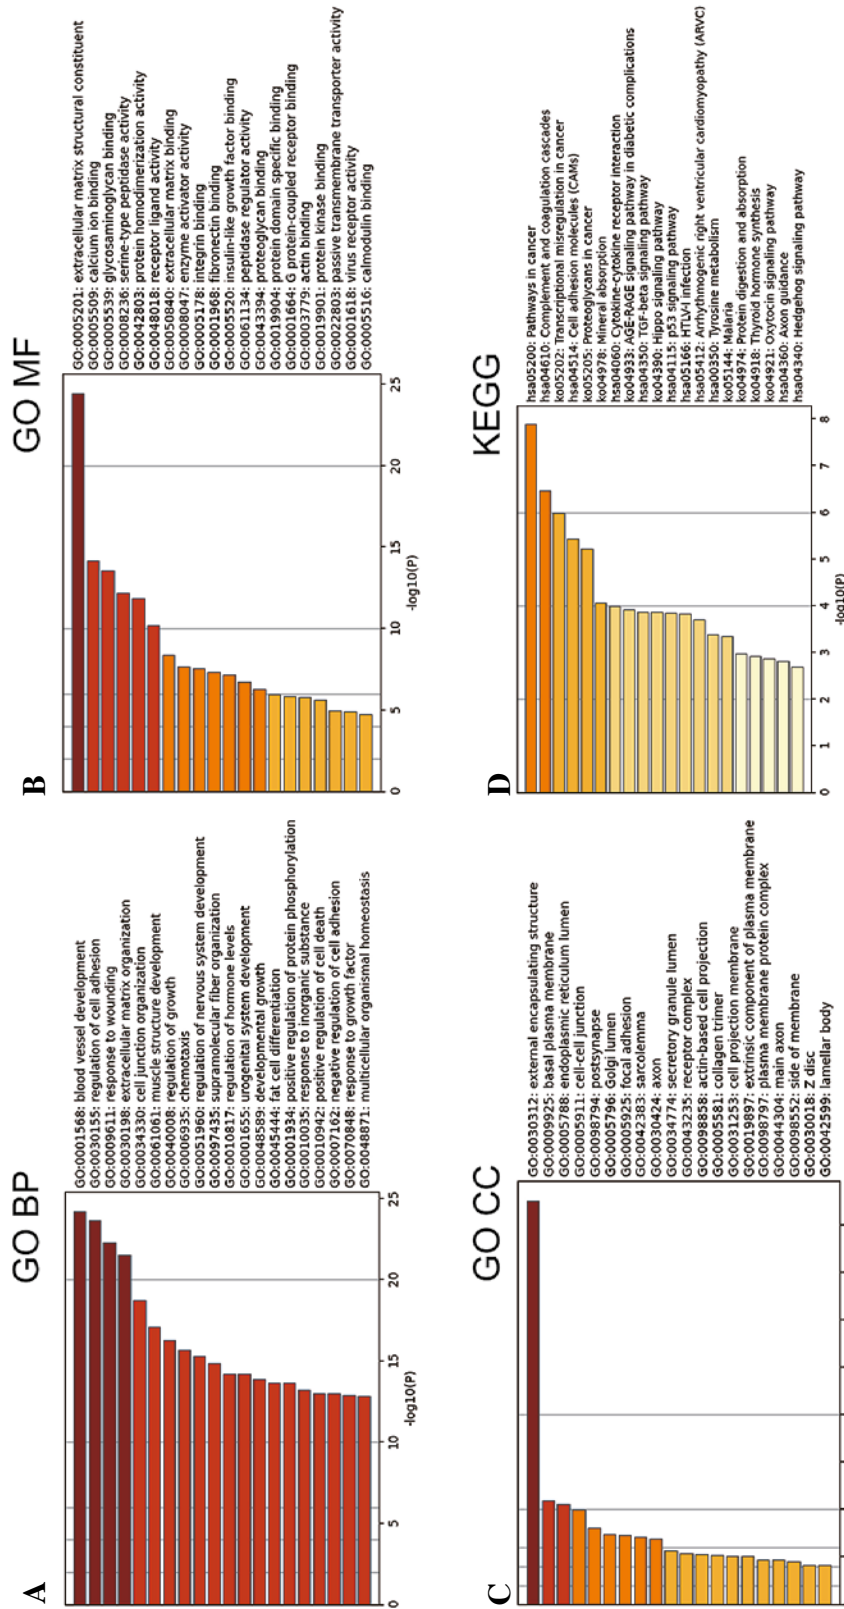 A
GO BP
GO:0001568: blood vessel development
GO:0030155: regulation of cell adhesion
GO:0009611: response to wounding
GO:0030198: extracellular matrix organization
GO:0034330: cell junction organization
GO:0061061: muscle structure development
GO:0040008: regulation of growth
GO:0006935: chemotaxis
GO:0051960: regulation of nervous system development
GO:0097435: supramolecular fiber organization
GO:0010817: regulation of hormone levels
GO:0001655: urogenital system development
GO:0048589: developmental growth
GO:0045444: fat cell differentiation
GO:0001934: positive regulation of protein phosphorylation
GO:0010035: response to inorganic substance
GO:0010942: positive regulation of cell death
GO:0007162: negative regulation of cell adhesion
GO:0070848: response to growth factor
GO:0048871: multicellular organismal homeostasis
0 5 10 15 20 25
-log10(P)
B
GO MF
GO:0005201: extracellular matrix structural constituent
GO:0005509: calcium ion binding
GO:0005539: glycosaminoglycan binding
GO:0008236: serine-type peptidase activity
GO:0042803: protein homodimerization activity
GO:0048018: receptor ligand activity
GO:0050840: extracellular matrix binding
GO:0008047: enzyme activator activity
GO:0005178: integrin binding
GO:0001968: fibronectin binding
GO:0005520: insulin-like growth factor binding
GO:0061134: peptidase regulator activity
GO:0043394: proteoglycan binding
GO:0019904: protein domain specific binding
GO:0001664: G protein-coupled receptor binding
GO:0003779: actin binding
GO:0019901: protein kinase binding
GO:0022803: passive transmembrane transporter activity
GO:0001618: virus receptor activity
GO:0005516: calmodulin binding
0 5 10 15 20 25
-log10(P)
C
GO CC
GO:0030312: external encapsulating structure
GO:0009925: basal plasma membrane
GO:0005788: endoplasmic reticulum lumen
GO:0005911: cell-cell junction
GO:0098794: postsynapse
GO:0005796: Golgi lumen
GO:0005925: focal adhesion
GO:0042383: sarcolemma
GO:0030424: axon
GO:0034774: secretory granule lumen
GO:0043235: receptor complex
GO:0098858: actin-based cell projection
GO:0005581: collagen trimer
GO:0031253: cell projection membrane
GO:0019897: extrinsic component of plasma membrane
GO:0098797: plasma membrane protein complex
GO:0044304: main axon
GO:0098552: side of membrane
GO:0030018: Z disc
GO:0042599: lamellar body
D
KEGG
hsa05200: Pathways in cancer
hsa04610: Complement and coagulation cascades
ko05202: Transcriptional misregulation in cancer
hsa04514: Cell adhesion molecules (CAMs)
ko05205: Proteoglycans in cancer
ko04978: Mineral absorption
hsa04060: Cytokine-cytokine receptor interaction
ko04933: AGE-RAGE signaling pathway in diabetic complications
hsa04350: TGF-beta signaling pathway
ko04390: Hippo signaling pathway
hsa04115: p53 signaling pathway
hsa05166: HTLV-I infection
hsa05412: Arrhythmogenic right ventricular cardiomyopathy (ARVC)
hsa00350: Tyrosine metabolism
ko05144: Malaria
ko04974: Protein digestion and absorption
ko04918: Thyroid hormone synthesis
ko04921: Oxytocin signaling pathway
hsa04360: Axon guidance
hsa04340: Hedgehog signaling pathway
0 1 2 3 4 5 6 7 8
-log10(P)